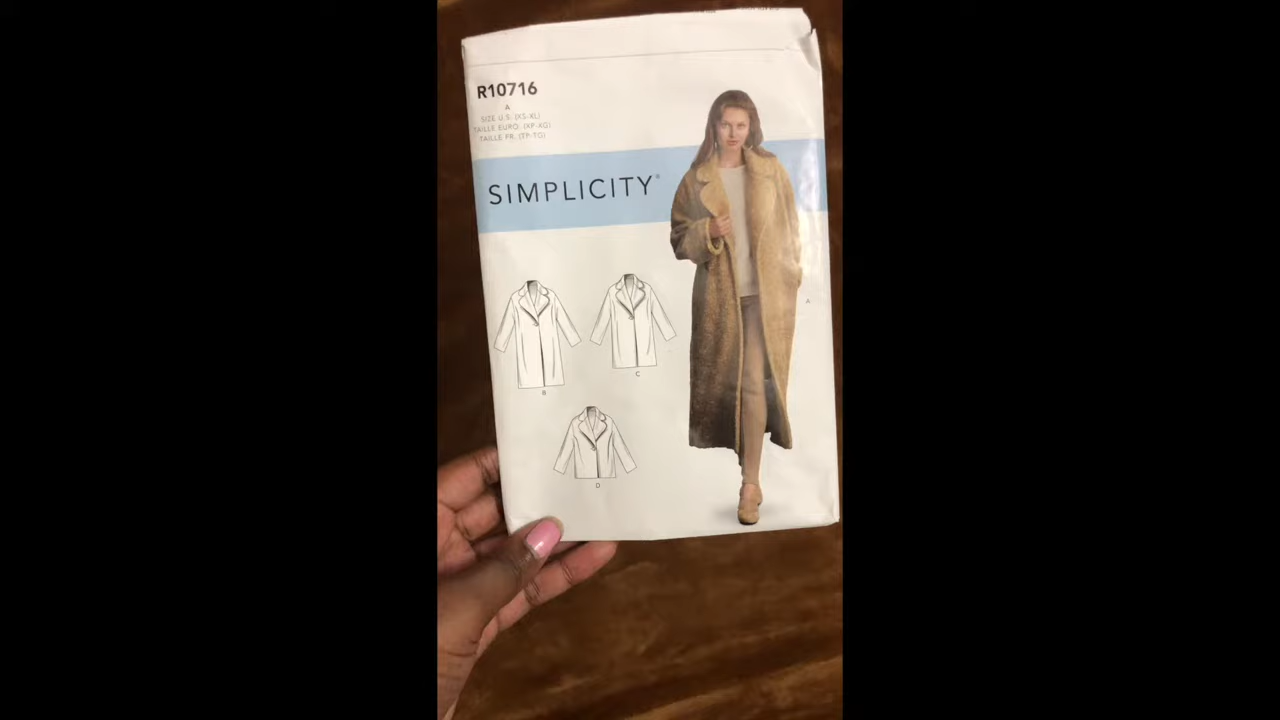 R10716
A
SIZE U.S. (XS-XL)
TAILLE EURO. (XP-XG)
TAILLE FR. (TP-TG)
SIMPLICITY®
A
B
C
D